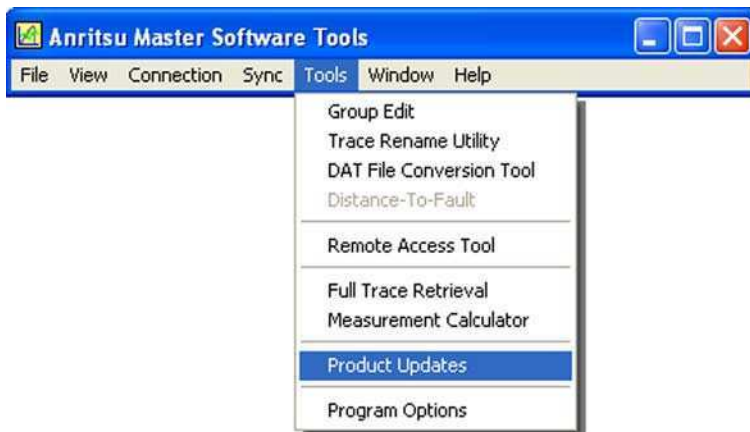 Anritsu Master Software Tools
File View Connection Sync Tools Window Help
Group Edit
Trace Rename Utility
DAT File Conversion Tool
Distance-To-Fault
Remote Access Tool
Full Trace Retrieval
Measurement Calculator
Product Updates
Program Options